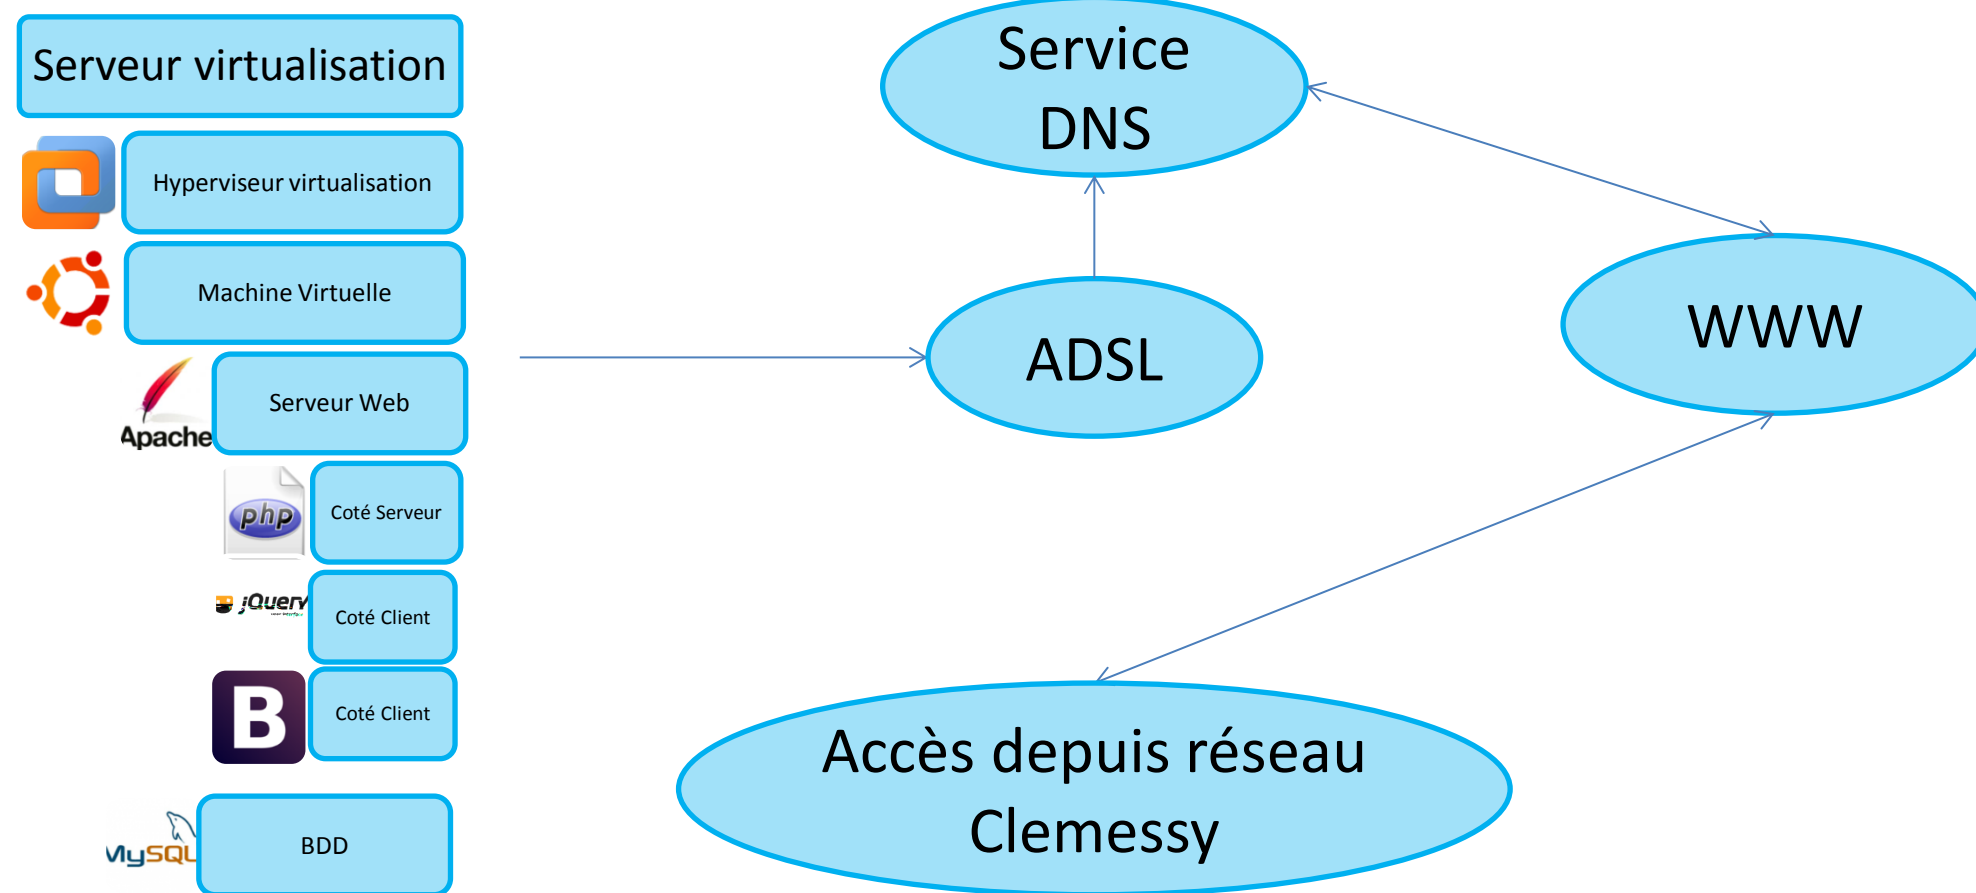 Serveur virtualisation
Hyperviseur virtualisation
Machine Virtuelle
Apache
Serveur Web
php
Coté Serveur
jQuery
Coté Client
B
Coté Client
MySQL
BDD
Service
DNS
ADSL
WWW
Accès depuis réseau
Clemessy